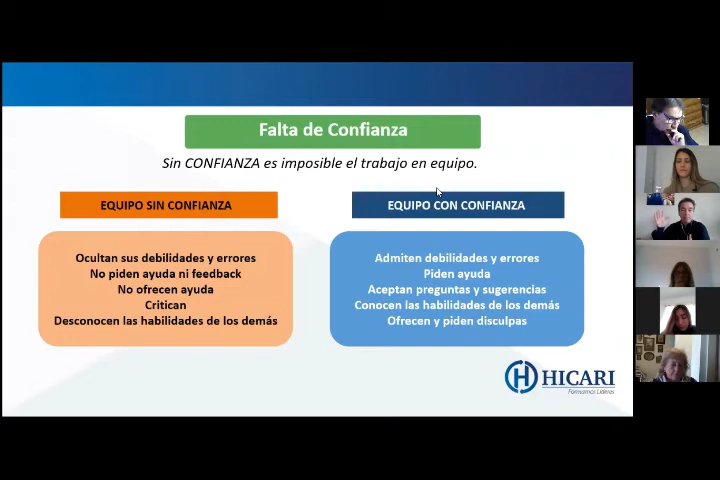 Falta de Confianza
Sin CONFIANZA es imposible el trabajo en equipo.
EQUIPO SIN CONFIANZA
Ocultan sus debilidades y errores
No piden ayuda ni feedback
No ofrecen ayuda
Critican
Desconocen las habilidades de los demás
EQUIPO CON CONFIANZA
Admiten debilidades y errores
Piden ayuda
Aceptan preguntas y sugerencias
Conocen las habilidades de los demás
Ofrecen y piden disculpas
HICARI
Formamos Líderes